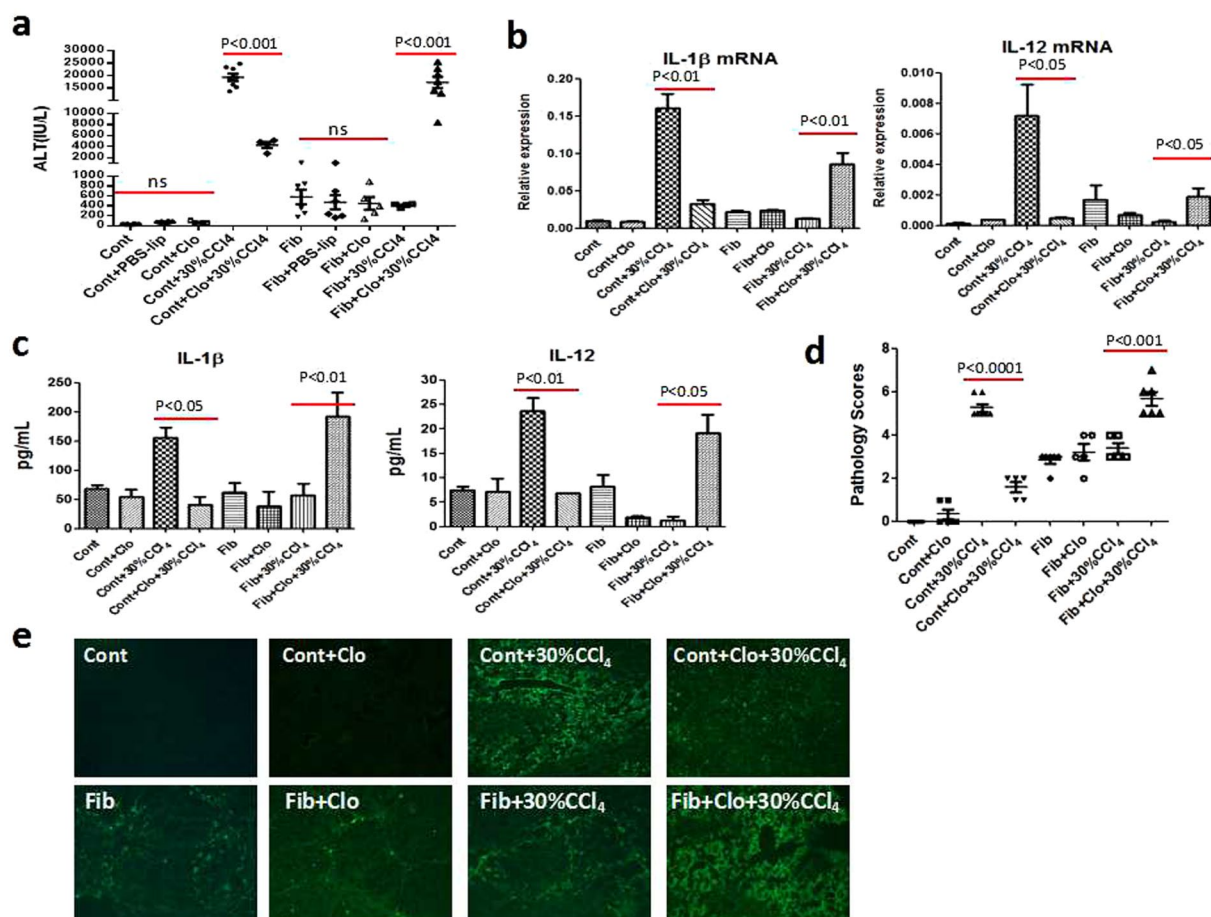 a
P<0.001
P<0.001
30000
25000
20000
15000
10000
8000
6000
4000
2000
1000
800
600
400
200
0
ALT(IU/L)
ns
ns
Cont
Cont+PBS-lip
Cont+Clo
Cont+30%CCl4
Cont+Clo+30%CCl4
Fib
Fib+PBS-lip
Fib+Clo
Fib+30%CCl4
Fib+Clo+30%CCl4
b
IL-1β mRNA
P<0.01
P<0.01
0.20
0.15
0.10
0.05
0.00
Relative expression
Cont
Cont+Clo
Cont+30%CCl₄
Cont+Clo+30%CCl₄
Fib
Fib+Clo
Fib+30%CCl₄
Fib+Clo+30%CCl₄
IL-12 mRNA
P<0.05
P<0.05
0.010
0.008
0.006
0.004
0.002
0.000
Relative expression
Cont
Cont+Clo
Cont+30%CCl₄
Cont+Clo+30%CCl₄
Fib
Fib+Clo
Fib+30%CCl₄
Fib+Clo+30%CCl₄
c
IL-1β
P<0.05
P<0.01
250
200
150
100
50
0
pg/mL
Cont
Cont+Clo
Cont+30%CCl₄
Cont+Clo+30%CCl₄
Fib
Fib+Clo
Fib+30%CCl₄
Fib+Clo+30%CCl₄
IL-12
P<0.01
P<0.05
30
25
20
15
10
5
0
pg/mL
Cont
Cont+Clo
Cont+30%CCl₄
Cont+Clo+30%CCl₄
Fib
Fib+Clo
Fib+30%CCl₄
Fib+Clo+30%CCl₄
d
P<0.0001
P<0.001
8
6
4
2
0
Pathology Scores
Cont
Cont+Clo
Cont+30%CCl₄
Cont+Clo+30%CCl₄
Fib
Fib+Clo
Fib+30%CCl₄
Fib+Clo+30%CCl₄
e
Cont
Cont+Clo
Cont+30%CCl₄
Cont+Clo+30%CCl₄
Fib
Fib+Clo
Fib+30%CCl₄
Fib+Clo+30%CCl₄